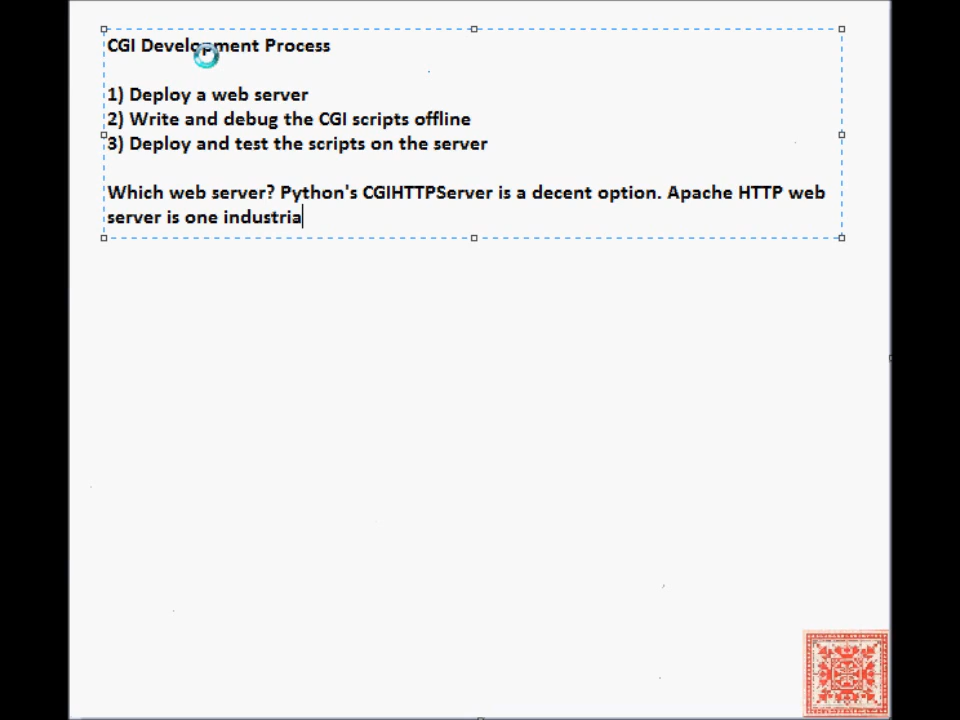 CGI Development Process
1) Deploy a web server
2) Write and debug the CGI scripts offline
3) Deploy and test the scripts on the server
Which web server? Python's CGIHTTPServer is a decent option. Apache HTTP web
server is one industria